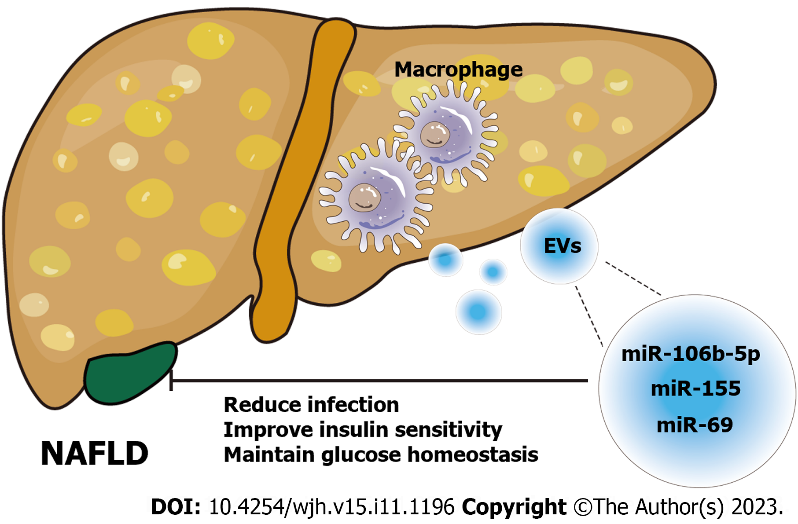 Macrophage
EVs
miR-106b-5p
miR-155
miR-69
Reduce infection
Improve insulin sensitivity
Maintain glucose homeostasis
NAFLD
DOI: 10.4254/wjh.v15.i11.1196 Copyright ©The Author(s) 2023.